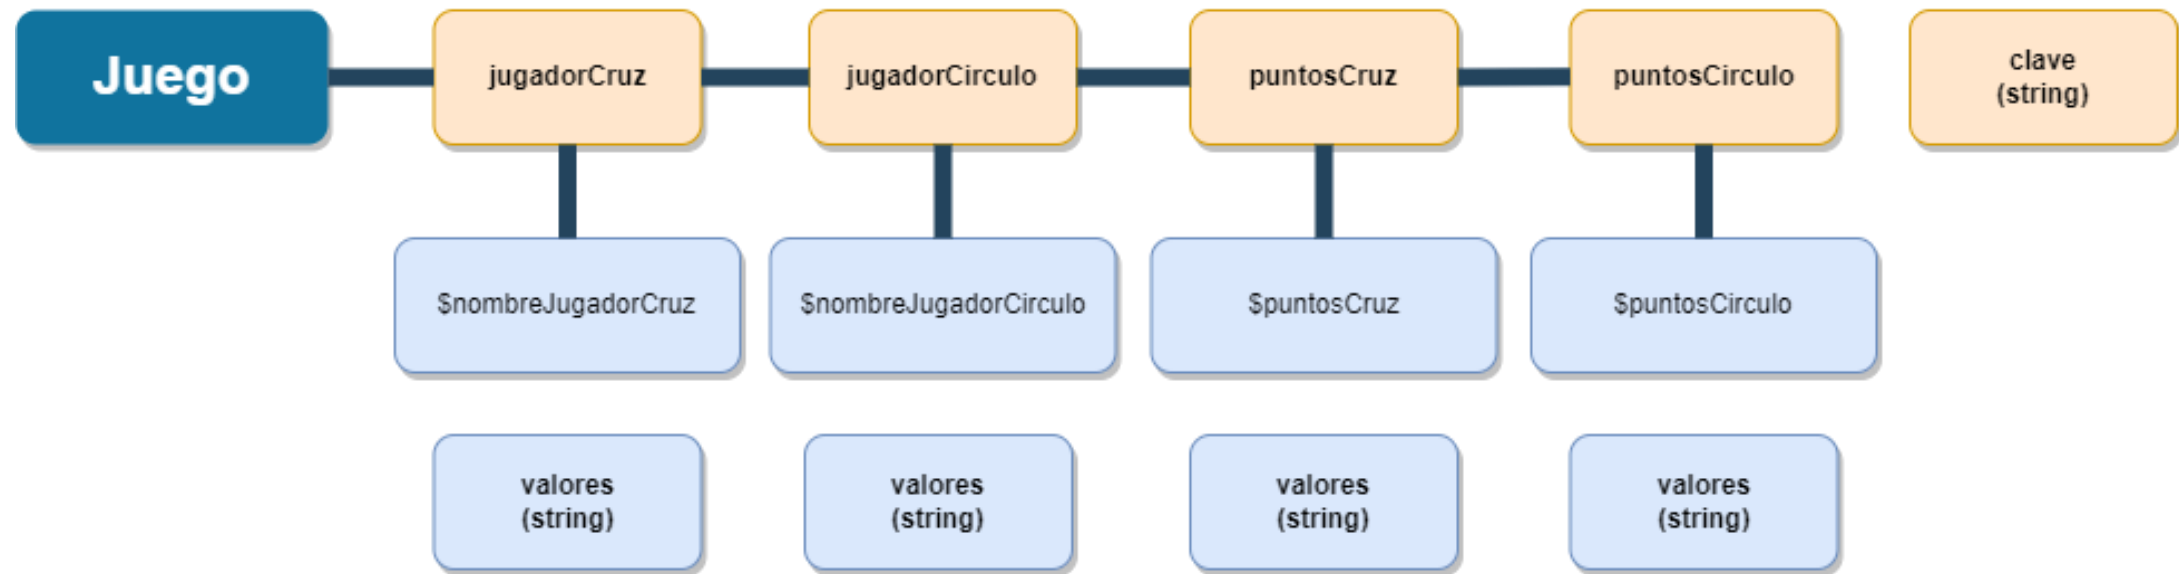 Juego
jugadorCruz
jugadorCirculo
puntosCruz
puntosCirculo
clave
(string)
$nombreJugadorCruz
$nombreJugadorCirculo
$puntosCruz
$puntosCirculo
valores
(string)
valores
(string)
valores
(string)
valores
(string)